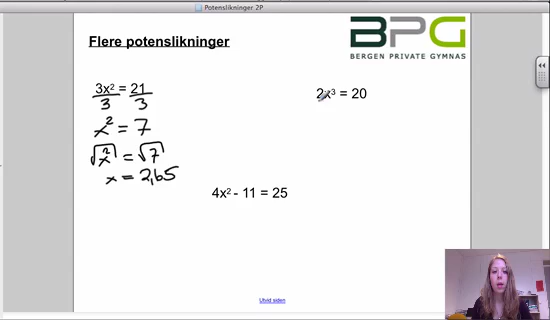 Potenslikninger 2P
Flere potenslikninger
BPG
BERGEN PRIVATE GYMNAS
3x² = 21
3 3
x² = 7
√x² = √7
x = 2,65
2x³ = 20
4x² - 11 = 25
Utvid siden